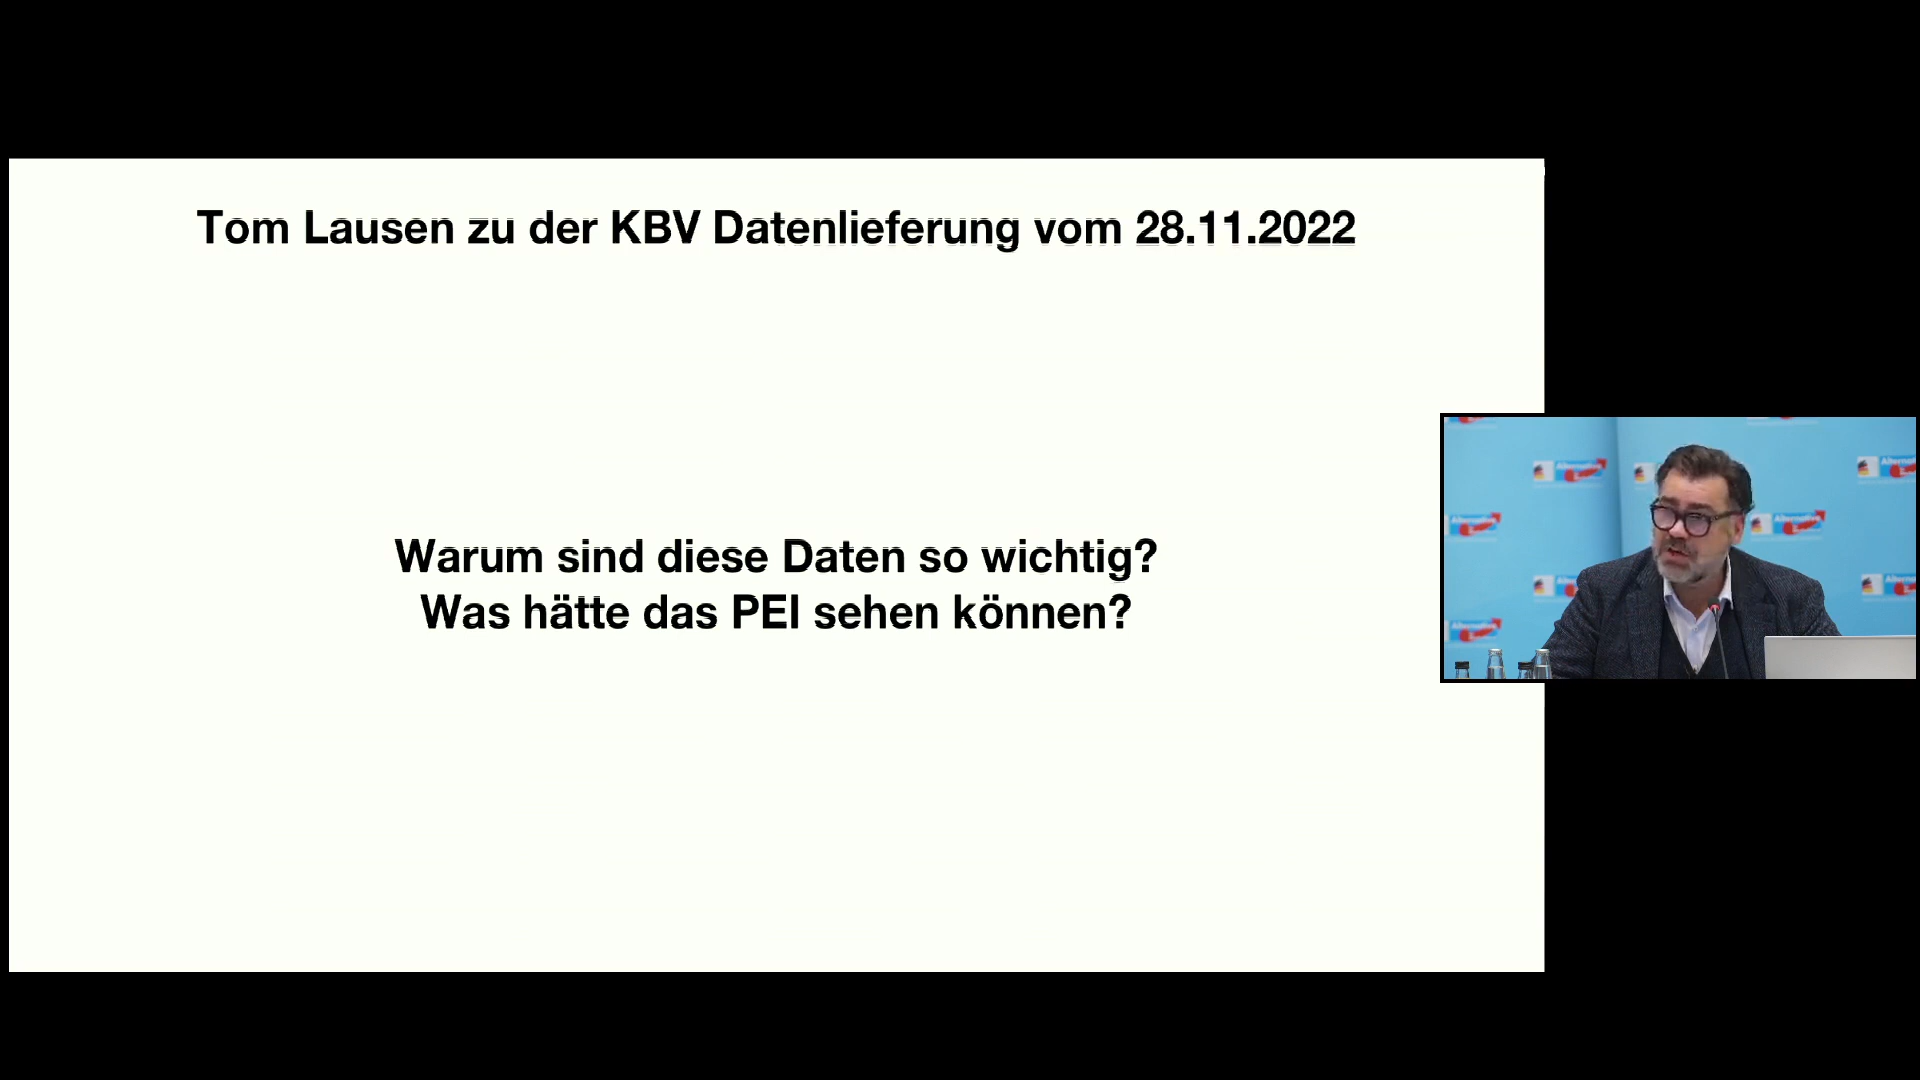 Tom Lausen zu der KBV Datenlieferung vom 28.11.2022
Warum sind diese Daten so wichtig?
Was hätte das PEI sehen können?
Alternative